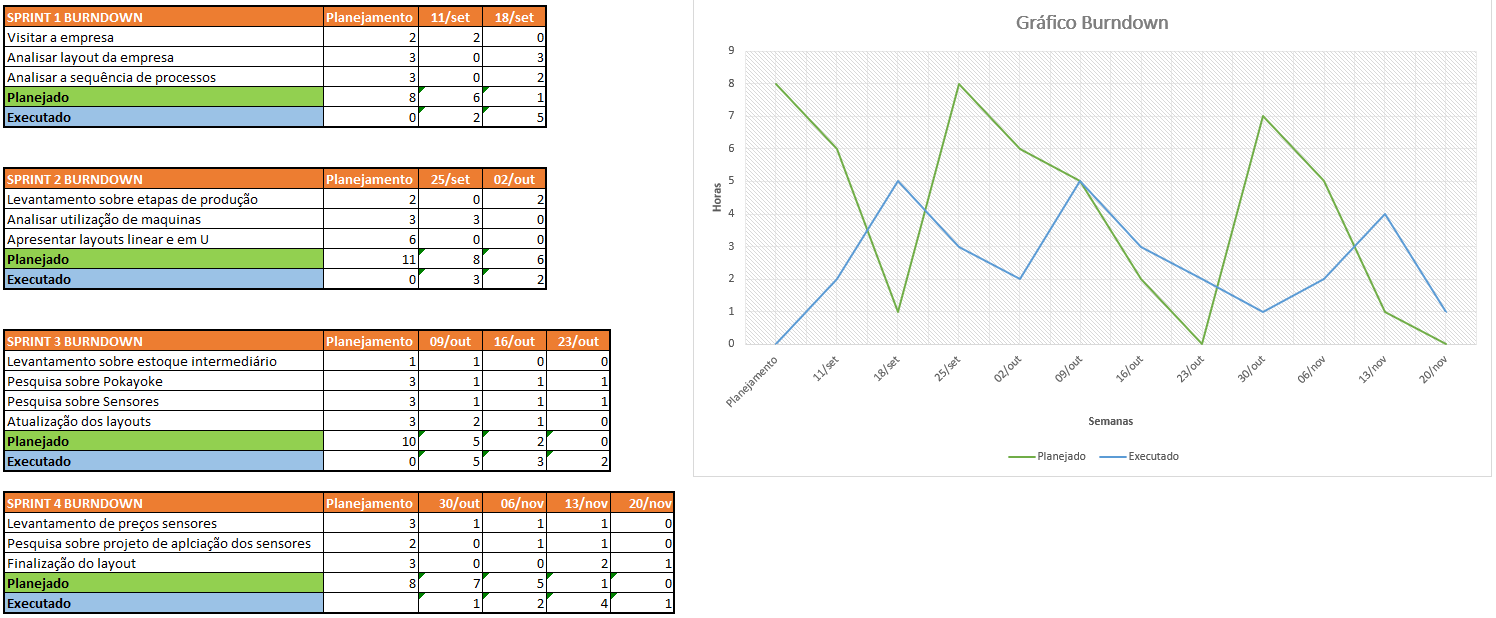 SPRINT 1 BURNDOWN Planejamento 11/set 18/set
Visitar a empresa 2 2 0
Analisar layout da empresa 3 0 3
Analisar a sequência de processos 3 0 2
Planejado 8 6 1
Executado 0 2 5
SPRINT 2 BURNDOWN Planejamento 25/set 02/out
Levantamento sobre etapas de produção 2 0 2
Analisar utilização de maquinas 3 3 0
Apresentar layouts linear e em U 6 0 0
Planejado 11 8 6
Executado 0 3 2
SPRINT 3 BURNDOWN Planejamento 09/out 16/out 23/out
Levantamento sobre estoque intermediário 1 1 0 0
Pesquisa sobre Pokayoke 3 1 1 1
Pesquisa sobre Sensores 3 1 1 1
Atualização dos layouts 3 2 1 0
Planejado 10 5 2 0
Executado 0 5 3 2
SPRINT 4 BURNDOWN Planejamento 30/out 06/nov 13/nov 20/nov
Levantamento de preços sensores 3 1 1 1 0
Pesquisa sobre projeto de aplciação dos sensores 2 0 1 1 0
Finalização do layout 3 0 0 2 1
Planejado 8 7 5 1 0
Executado 1 2 4 1
Gráfico Burndown
9
8
7
6
5
4
3
2
1
0
Horas
Planejamento 11/set 18/set 25/set 02/out 09/out 16/out 23/out 30/out 06/nov 13/nov 20/nov
Semanas
Planejado Executado